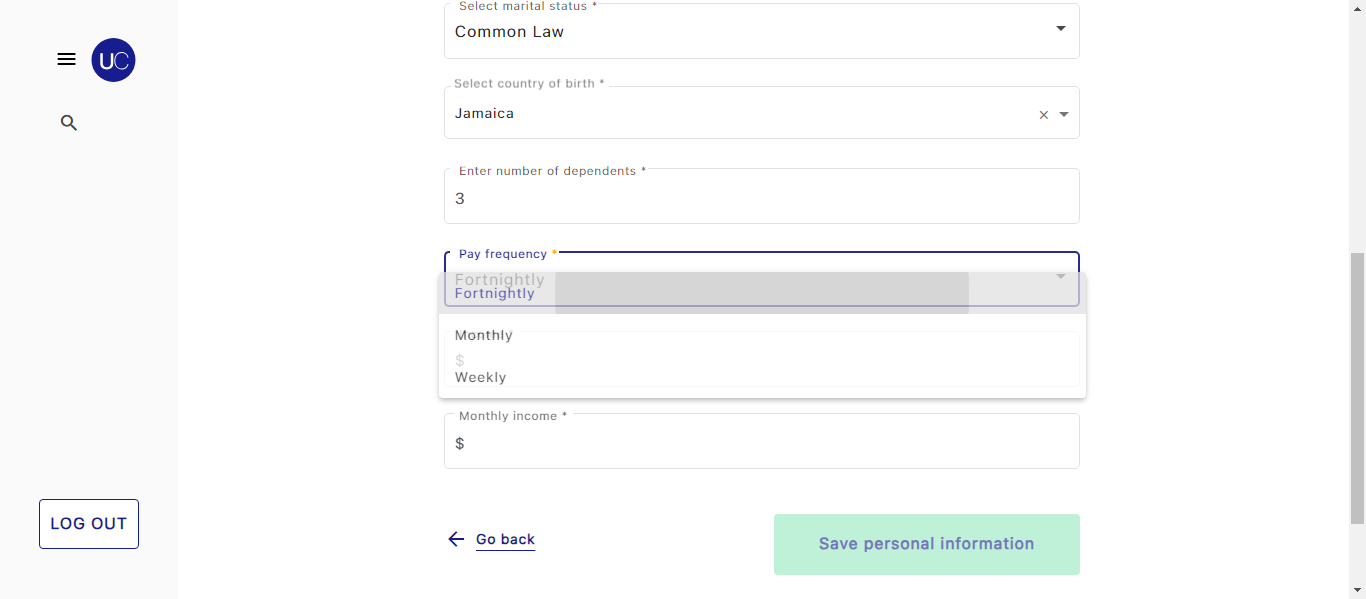 UC
Select marital status *
Common Law
Select country of birth *
Jamaica
Enter number of dependents *
3
Pay frequency *
Fortnightly
Fortnightly
Monthly
$
Weekly
Monthly income *
$
LOG OUT
Go back
Save personal information